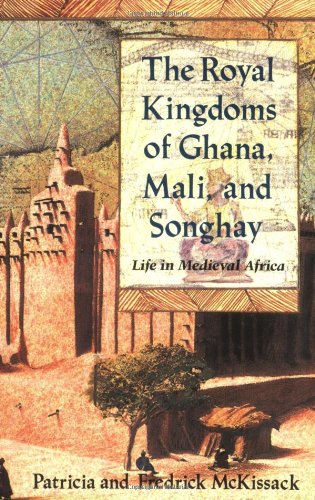 The Royal
Kingdoms
of Ghana,
Mali, and
Songhay
Life in Medieval Africa
Patricia and Fredrick McKissack